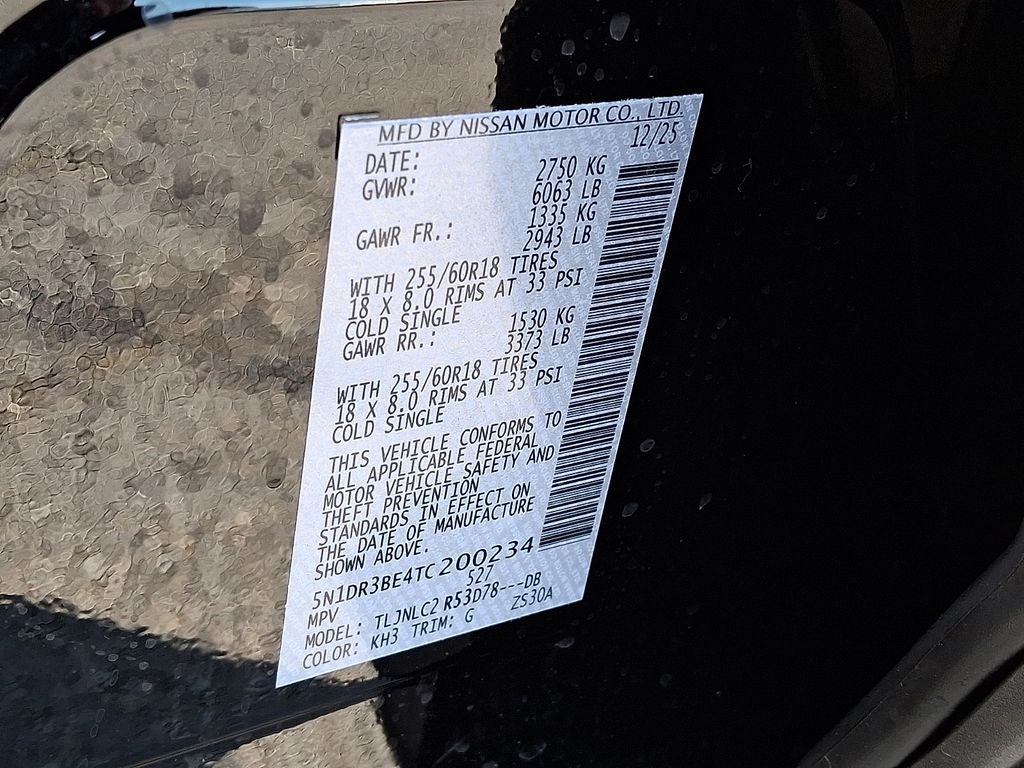 MFD BY NISSAN MOTOR CO., LTD.
DATE: 12/25
GVWR: 2750 KG
6063 LB
GAWR FR.: 1335 KG
2943 LB
WITH 255/60R18 TIRES
18 X 8.0 RIMS AT 33 PSI
COLD SINGLE
GAWR RR.: 1530 KG
3373 LB
WITH 255/60R18 TIRES
18 X 8.0 RIMS AT 33 PSI
COLD SINGLE
THIS VEHICLE CONFORMS TO
ALL APPLICABLE FEDERAL
MOTOR VEHICLE SAFETY AND
THEFT PREVENTION
STANDARDS IN EFFECT ON
THE DATE OF MANUFACTURE
SHOWN ABOVE.
5N1DR3BE4TC200234
MPV 527
MODEL: TLJNLC2 R53D78---DB
COLOR: KH3 TRIM: G ZS30A